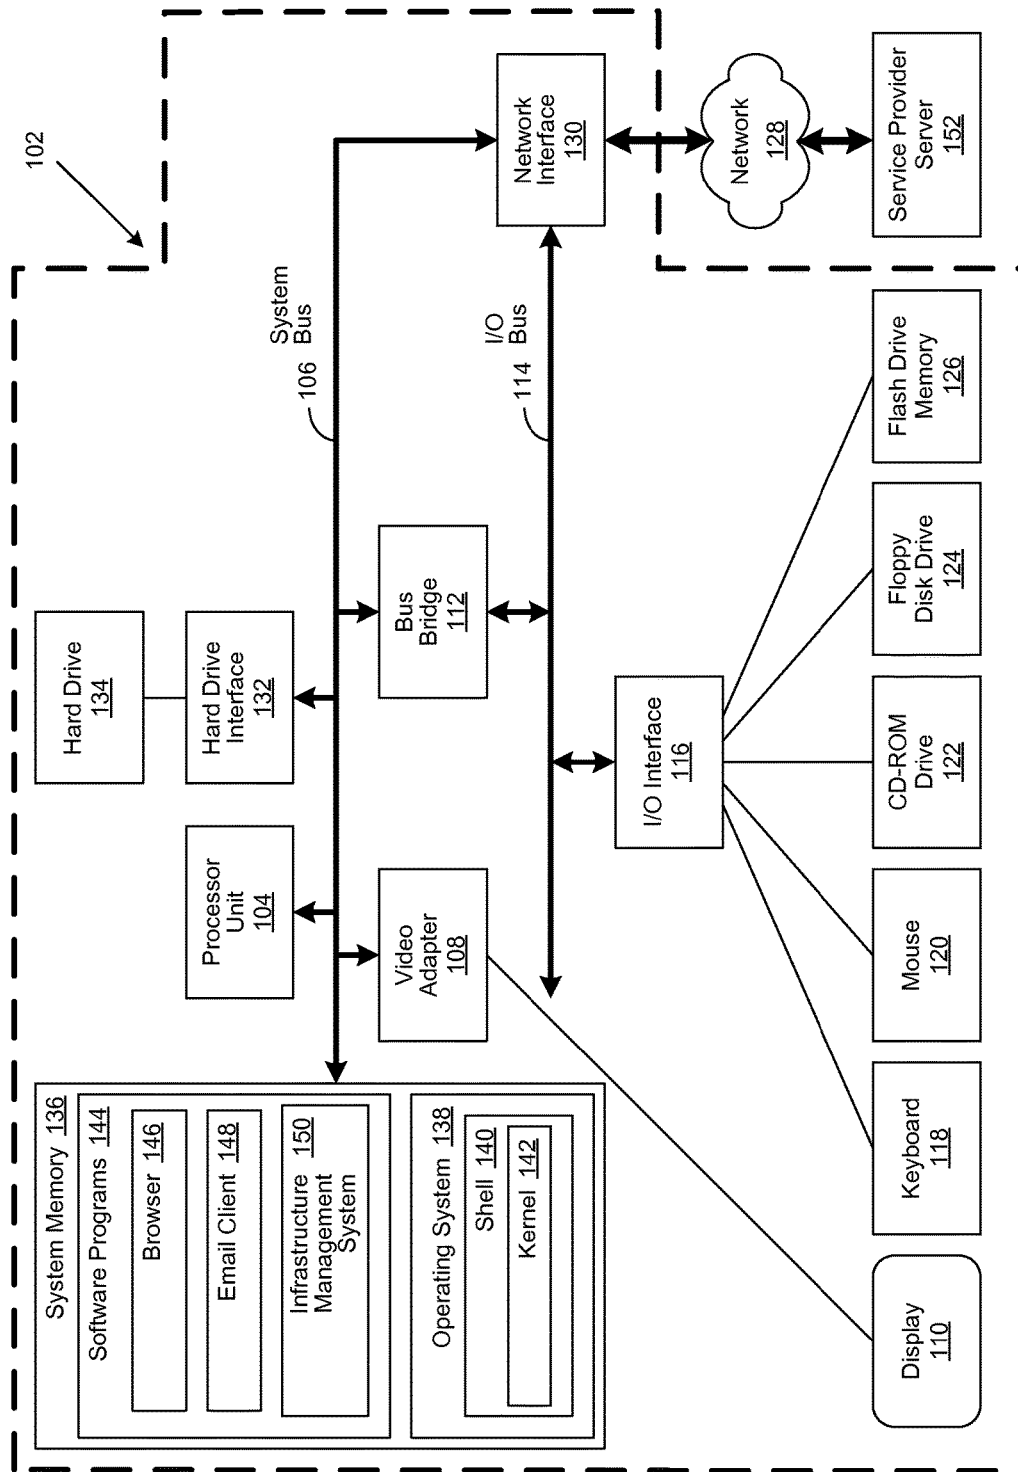 102
Hard Drive
134
Processor
Unit
104
Hard Drive
Interface
132
System Memory 136
Software Programs 144
Browser 146
Email Client 148
Infrastructure 150
Management
System
Operating System 138
Shell 140
Kernel 142
System
Bus
106
Video
Adapter
108
Bus
Bridge
112
I/O
Bus
114
Network
Interface
130
I/O Interface
116
Network
128
Display
110
Keyboard
118
Mouse
120
CD-ROM
Drive
122
Floppy
Disk Drive
124
Flash Drive
Memory
126
Service Provider
Server
152